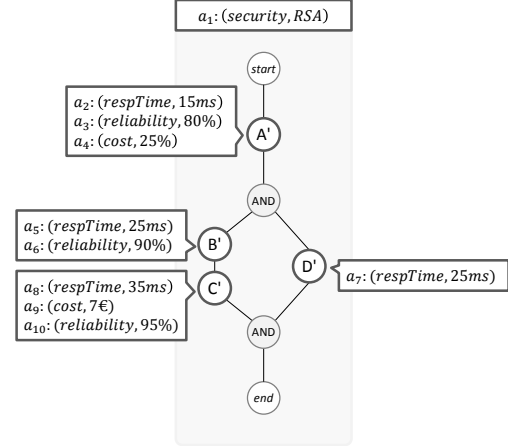 a₁: (security, RSA)
start
a₂: (respTime, 15ms)
a₃: (reliability, 80%)
a₄: (cost, 25%)
A'
AND
a₅: (respTime, 25ms)
a₆: (reliability, 90%)
B'
D'
a₇: (respTime, 25ms)
a₈: (respTime, 35ms)
a₉: (cost, 7€)
a₁₀: (reliability, 95%)
C'
AND
end